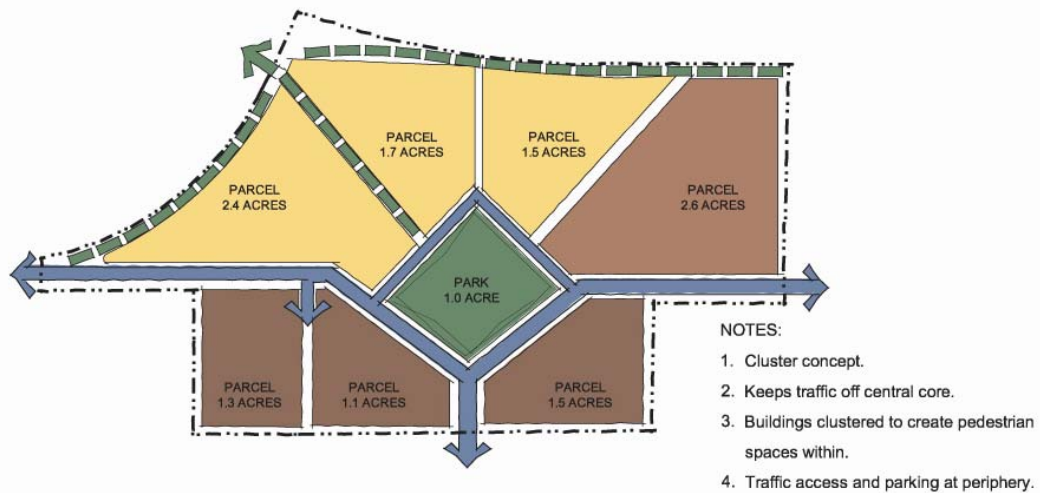 PARCEL
1.7 ACRES
PARCEL
1.5 ACRES
PARCEL
2.4 ACRES
PARCEL
2.6 ACRES
PARK
1.0 ACRE
PARCEL
1.3 ACRES
PARCEL
1.1 ACRES
PARCEL
1.5 ACRES
NOTES:
1. Cluster concept.
2. Keeps traffic off central core.
3. Buildings clustered to create pedestrian
spaces within.
4. Traffic access and parking at periphery.